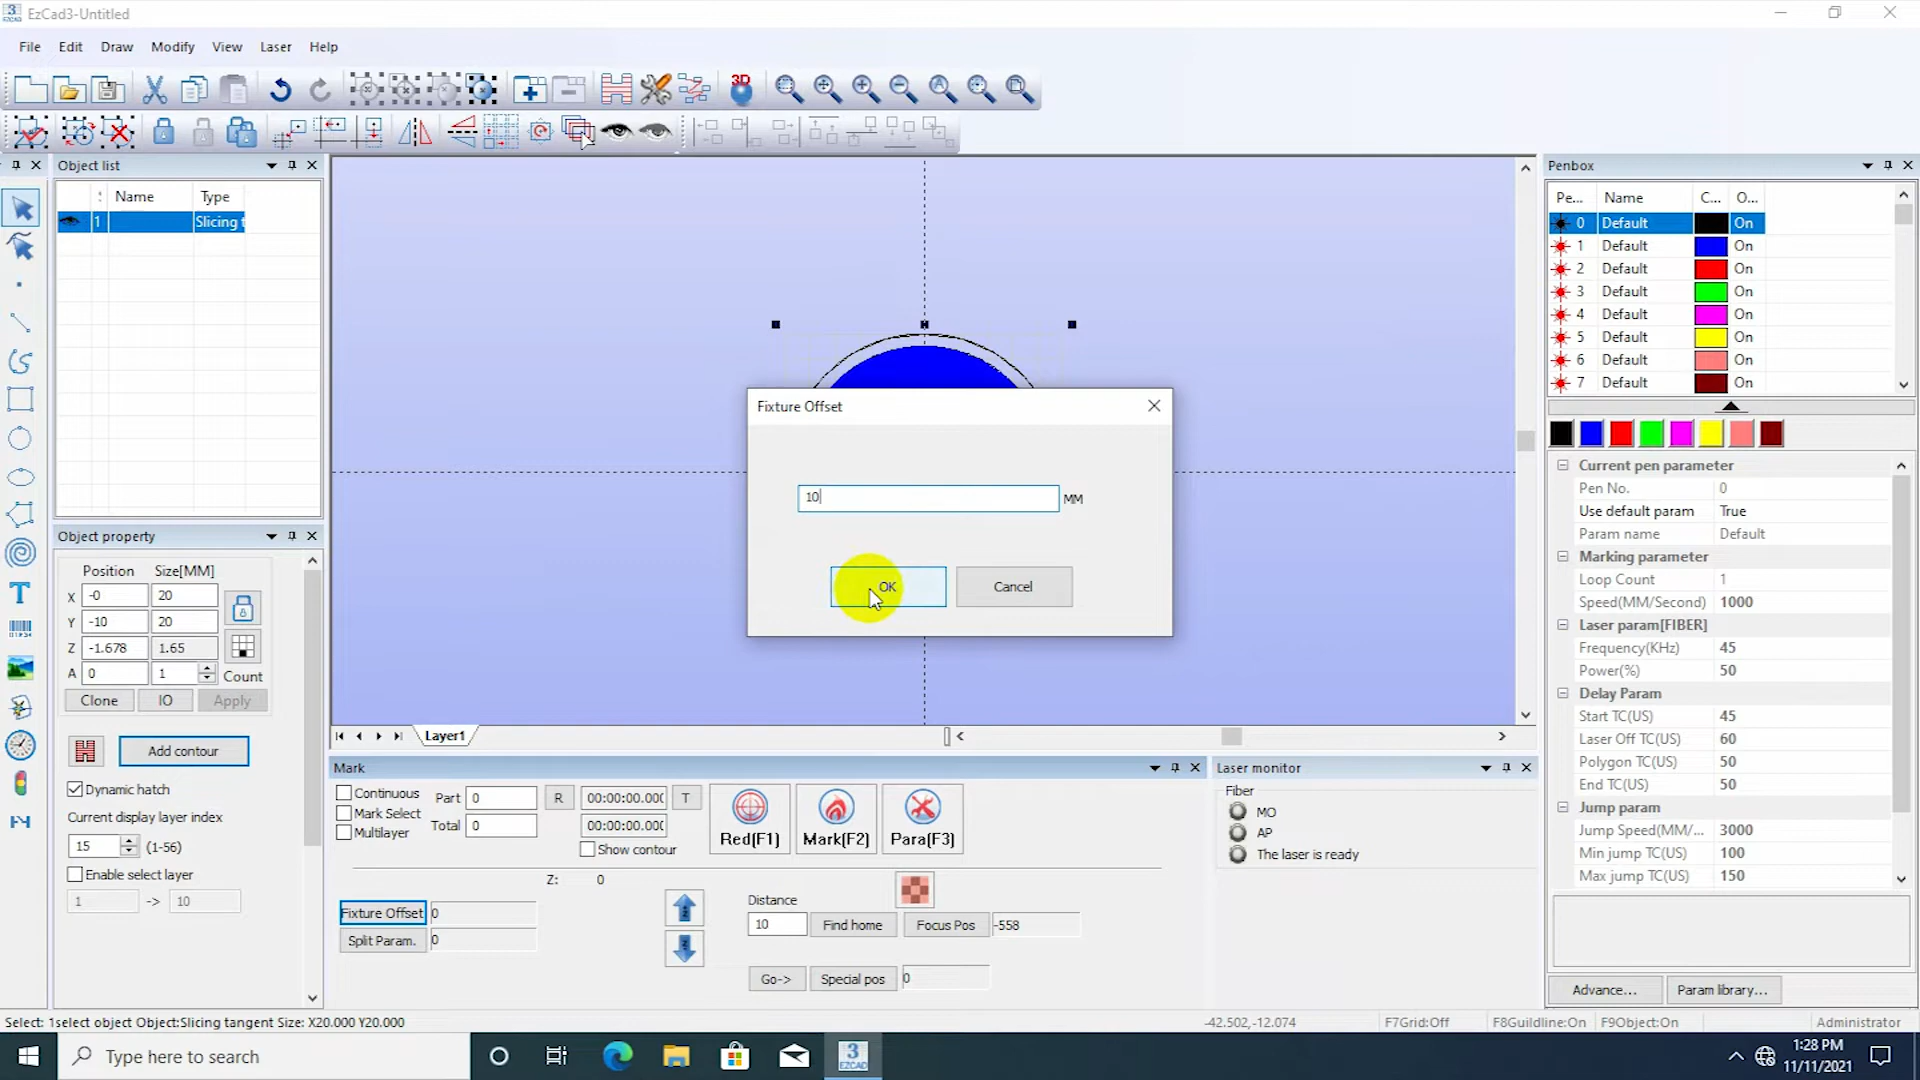 EzCad3-Untitled
File Edit Draw Modify View Laser Help
3D
Object list
Name Type
1 Slicing t
Object property
Position Size[MM]
X -0 20
Y -10 20
Z -1.678 1.65
A 0 1 Count
Clone IO Apply
Add contour
Dynamic hatch
Current display layer index
15 (1-56)
Enable select layer
1 -> 10
Fixture Offset
10 MM
OK Cancel
Layer1
Mark
Continuous Part 0 R 00:00:00.00( T
Mark Select
Multilayer Total 0 00:00:00.00(
Show contour
Red(F1) Mark(F2) Para(F3)
Z: 0
Fixture Offset 0
Split Param. 0
Distance
10 Find home Focus Pos -558
Go-> Special pos 0
Laser monitor
Fiber
MO
AP
The laser is ready
Penbox
Pe... Name C... O...
0 Default On
1 Default On
2 Default On
3 Default On
4 Default On
5 Default On
6 Default On
7 Default On
Current pen parameter
Pen No. 0
Use default param True
Param name Default
Marking parameter
Loop Count 1
Speed(MM/Second) 1000
Laser param[FIBER]
Frequency(KHz) 45
Power(%) 50
Delay Param
Start TC(US) 45
Laser Off TC(US) 60
Polygon TC(US) 50
End TC(US) 50
Jump param
Jump Speed(MM/... 3000
Min jump TC(US) 100
Max jump TC(US) 150
Advance... Param library...
Select: 1select object Object:Slicing tangent Size: X20.000 Y20.000
-42.502,-12.074 F7Grid:Off F8Guildline:On F9Object:On Administrator
Type here to search
3
EZCAD
1:28 PM
11/11/2021